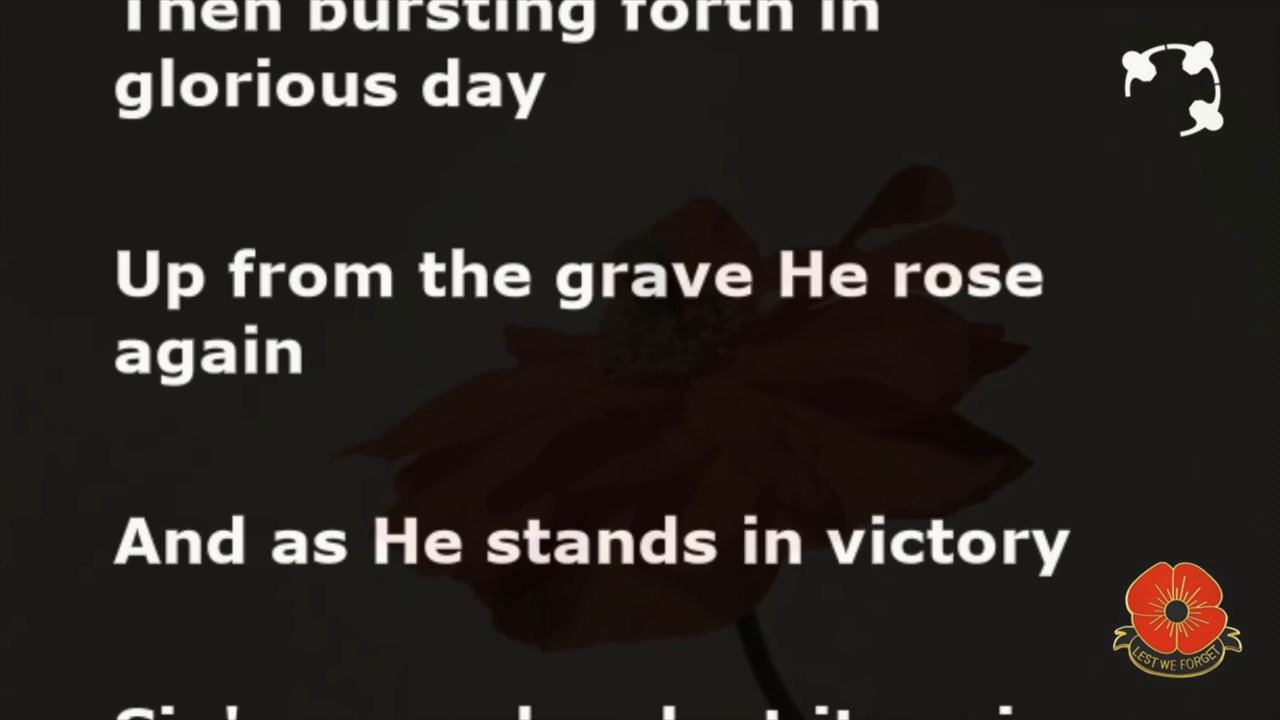 Then bursting forth in
glorious day
Up from the grave He rose
again
And as He stands in victory
LEST WE FORGET